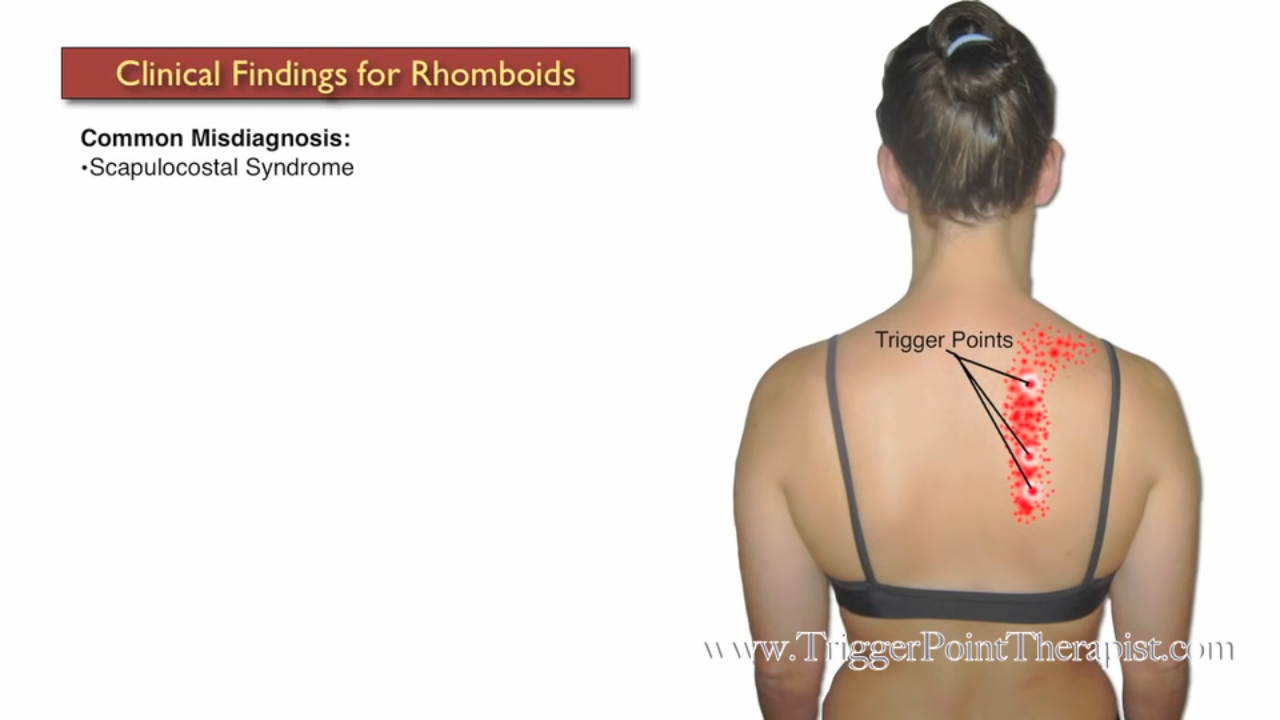 Clinical Findings for Rhomboids
Common Misdiagnosis:
•Scapulocostal Syndrome
Trigger Points
www.TriggerPointTherapist.com